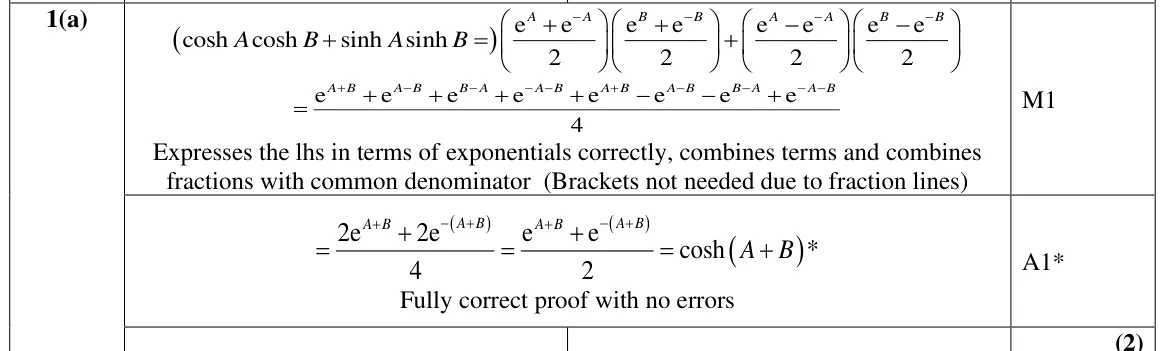 1(a)
(cosh A cosh B + sinh A sinh B =) ((e^A + e^−A)/2)((e^B + e^−B)/2) + ((e^A − e^−A)/2)((e^B − e^−B)/2)
= (e^(A+B) + e^(A−B) + e^(B−A) + e^(−A−B) + e^(A+B) − e^(A−B) − e^(B−A) + e^(−A−B))/4
M1
Expresses the lhs in terms of exponentials correctly, combines terms and combines
fractions with common denominator (Brackets not needed due to fraction lines)
= (2e^(A+B) + 2e^−(A+B))/4 = (e^(A+B) + e^−(A+B))/2 = cosh(A + B)*
A1*
Fully correct proof with no errors
(2)